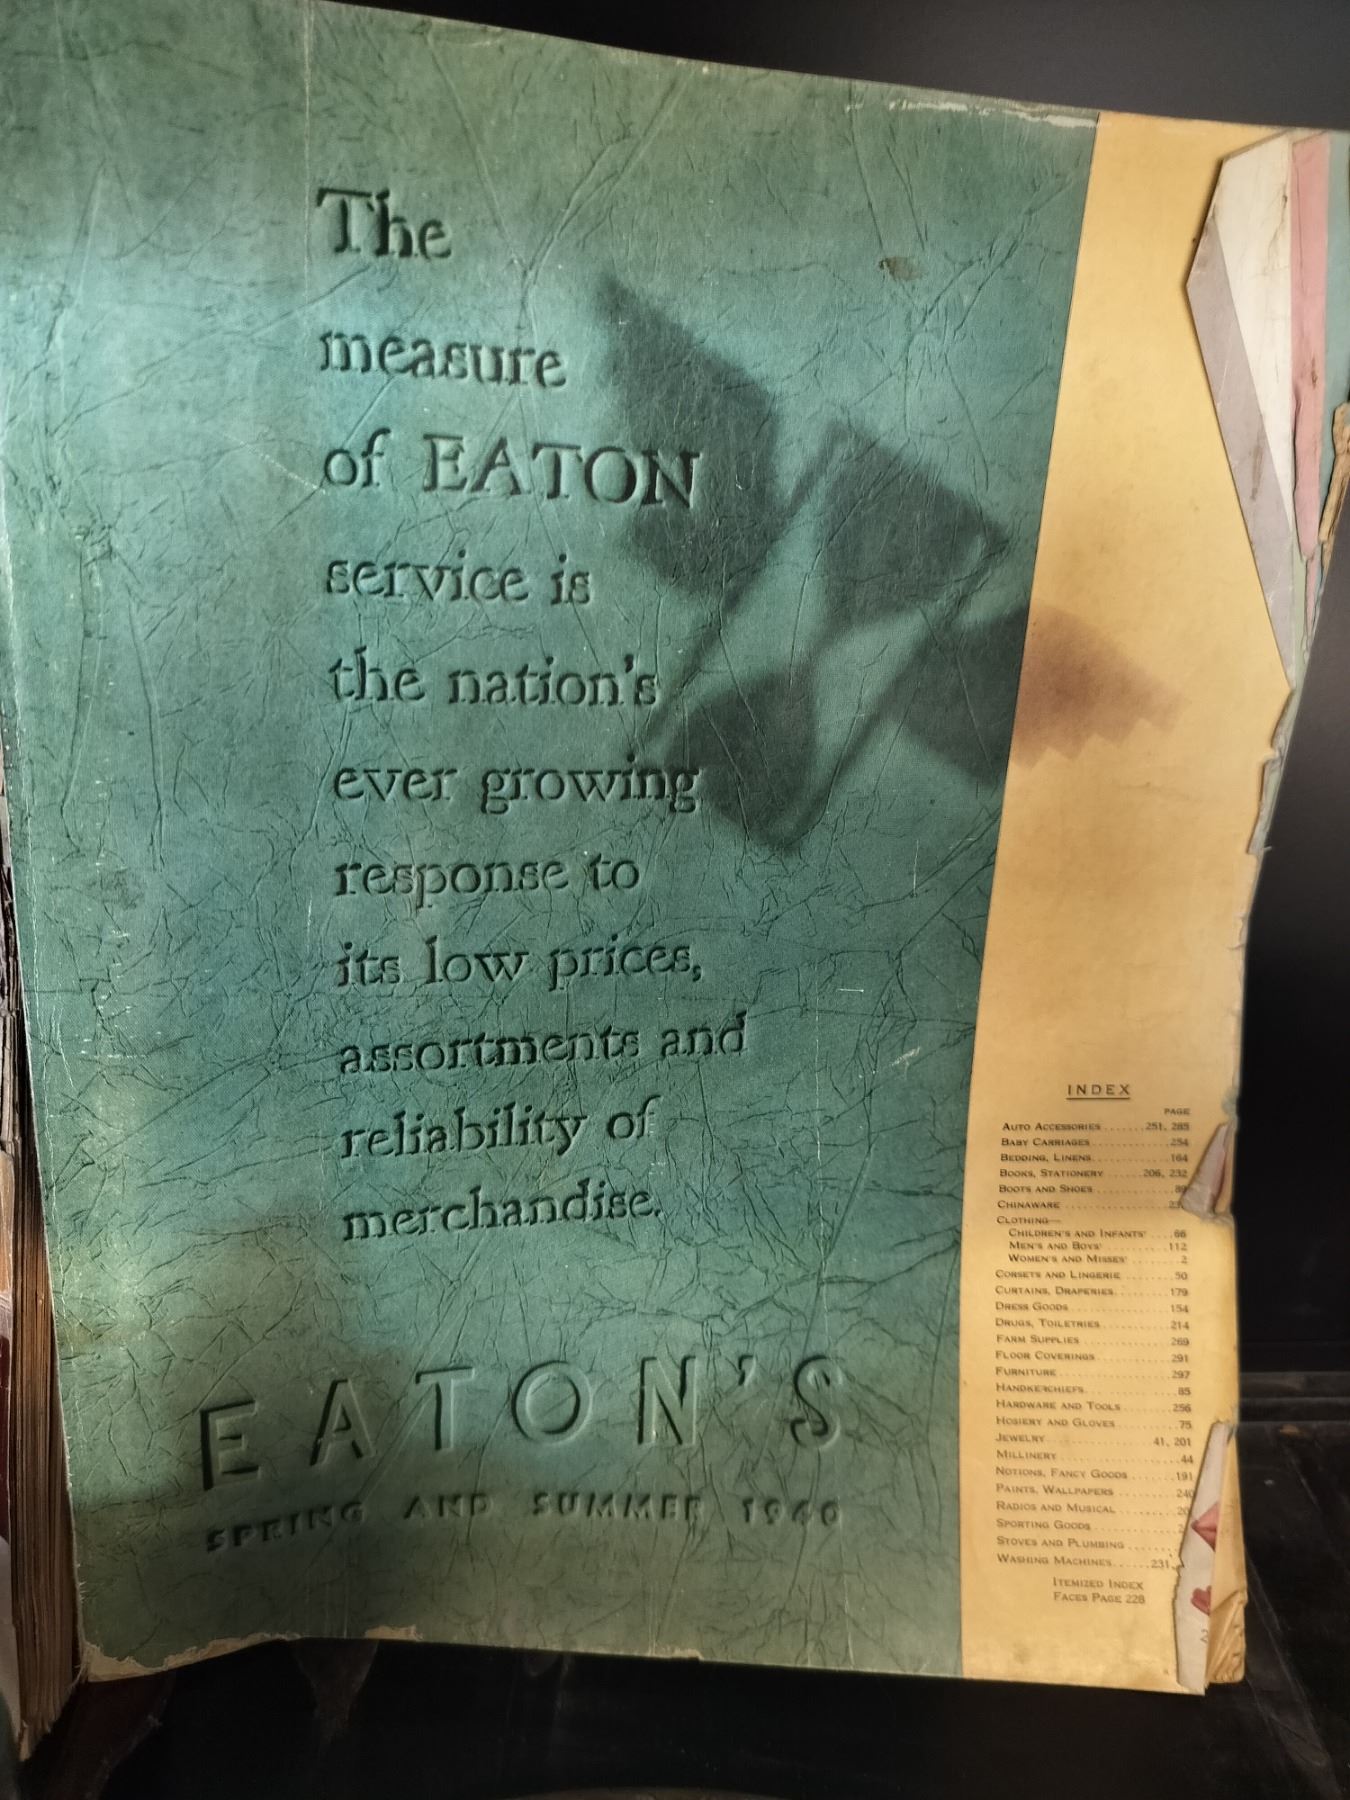 The
measure
of EATON
service is
the nation's
ever growing
response to
its low prices,
assortments and
reliability of
merchandise.
EATON'S
SPRING AND SUMMER 1940
INDEX
PAGE
AUTO ACCESSORIES.......251, 285
BABY CARRIAGES..............254
BEDDING, LINENS.............164
BOOKS, STATIONERY......206, 232
BOOTS AND SHOES
CHINAWARE
CLOTHING—
CHILDREN'S AND INFANTS'....66
MEN'S AND BOYS'..........112
WOMEN'S AND MISSES'........2
CORSETS AND LINGERIE.........50
CURTAINS, DRAPERIES.........179
DRESS GOODS.................154
DRUGS, TOILETRIES...........214
FARM SUPPLIES...............269
FLOOR COVERINGS.............291
FURNITURE...................297
HANDKERCHIEFS................85
HARDWARE AND TOOLS..........256
HOSIERY AND GLOVES...........75
JEWELRY.................41, 201
MILLINERY....................44
NOTIONS, FANCY GOODS........191
PAINTS, WALLPAPERS..........240
RADIOS AND MUSICAL
SPORTING GOODS
STOVES AND PLUMBING
WASHING MACHINES......231,
ITEMIZED INDEX
FACES PAGE 228